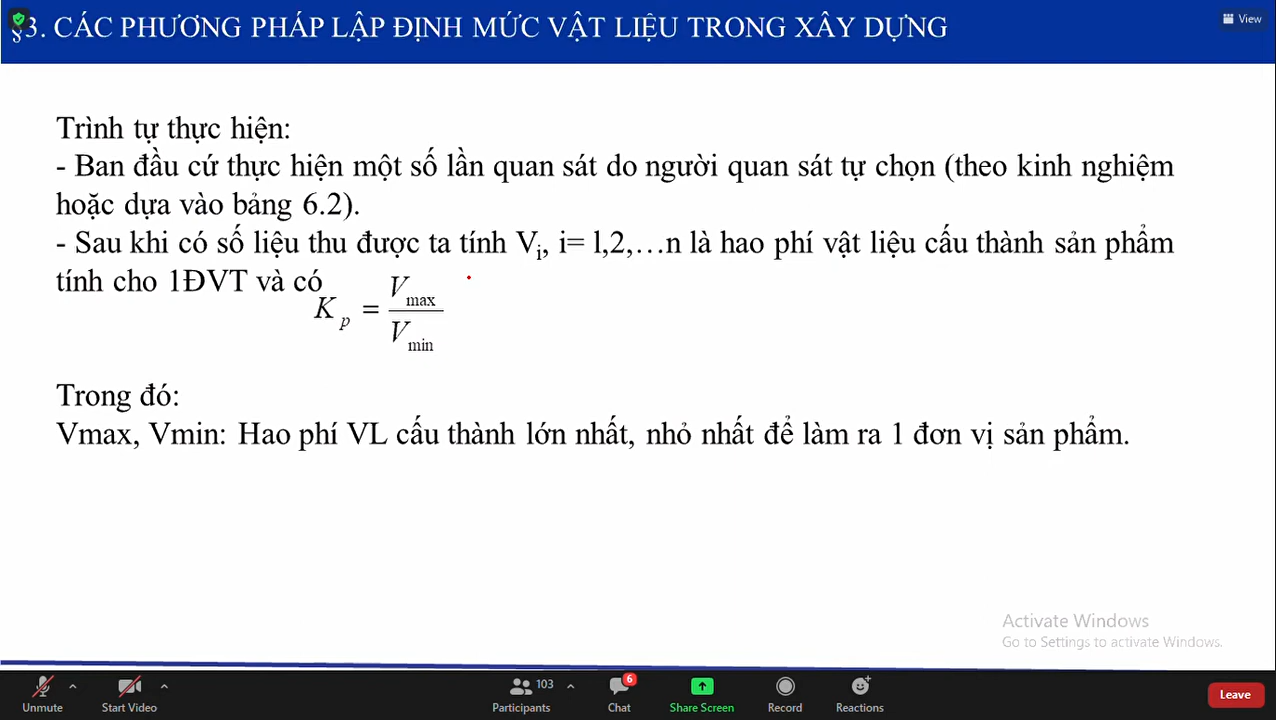 §3. CÁC PHƯƠNG PHÁP LẬP ĐỊNH MỨC VẬT LIỆU TRONG XÂY DỰNG
View
Trình tự thực hiện:
- Ban đầu cứ thực hiện một số lần quan sát do người quan sát tự chọn (theo kinh nghiệm
hoặc dựa vào bảng 6.2).
- Sau khi có số liệu thu được ta tính Vi, i= l,2,…n là hao phí vật liệu cấu thành sản phẩm
tính cho 1ĐVT và có
Kp = Vmax / Vmin
Trong đó:
Vmax, Vmin: Hao phí VL cấu thành lớn nhất, nhỏ nhất để làm ra 1 đơn vị sản phẩm.
Activate Windows
Go to Settings to activate Windows.
103
6
Unmute
Start Video
Participants
Chat
Share Screen
Record
Reactions
Leave